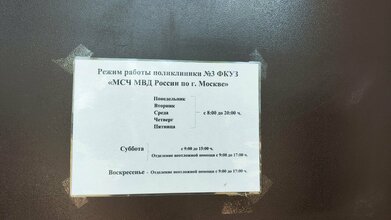 Режим работы поликлиники №3 ФКУЗ
«МСЧ МВД России по г. Москве»
Понедельник
Вторник
Среда - с 8:00 до 20:00 ч.
Четверг
Пятница
Суббота с 9:00 до 15:00 ч.
Отделение неотложной помощи с 9:00 до 17:00 ч.
Воскресенье - Отделение неотложной помощи с 9:00 до 17:00 ч.